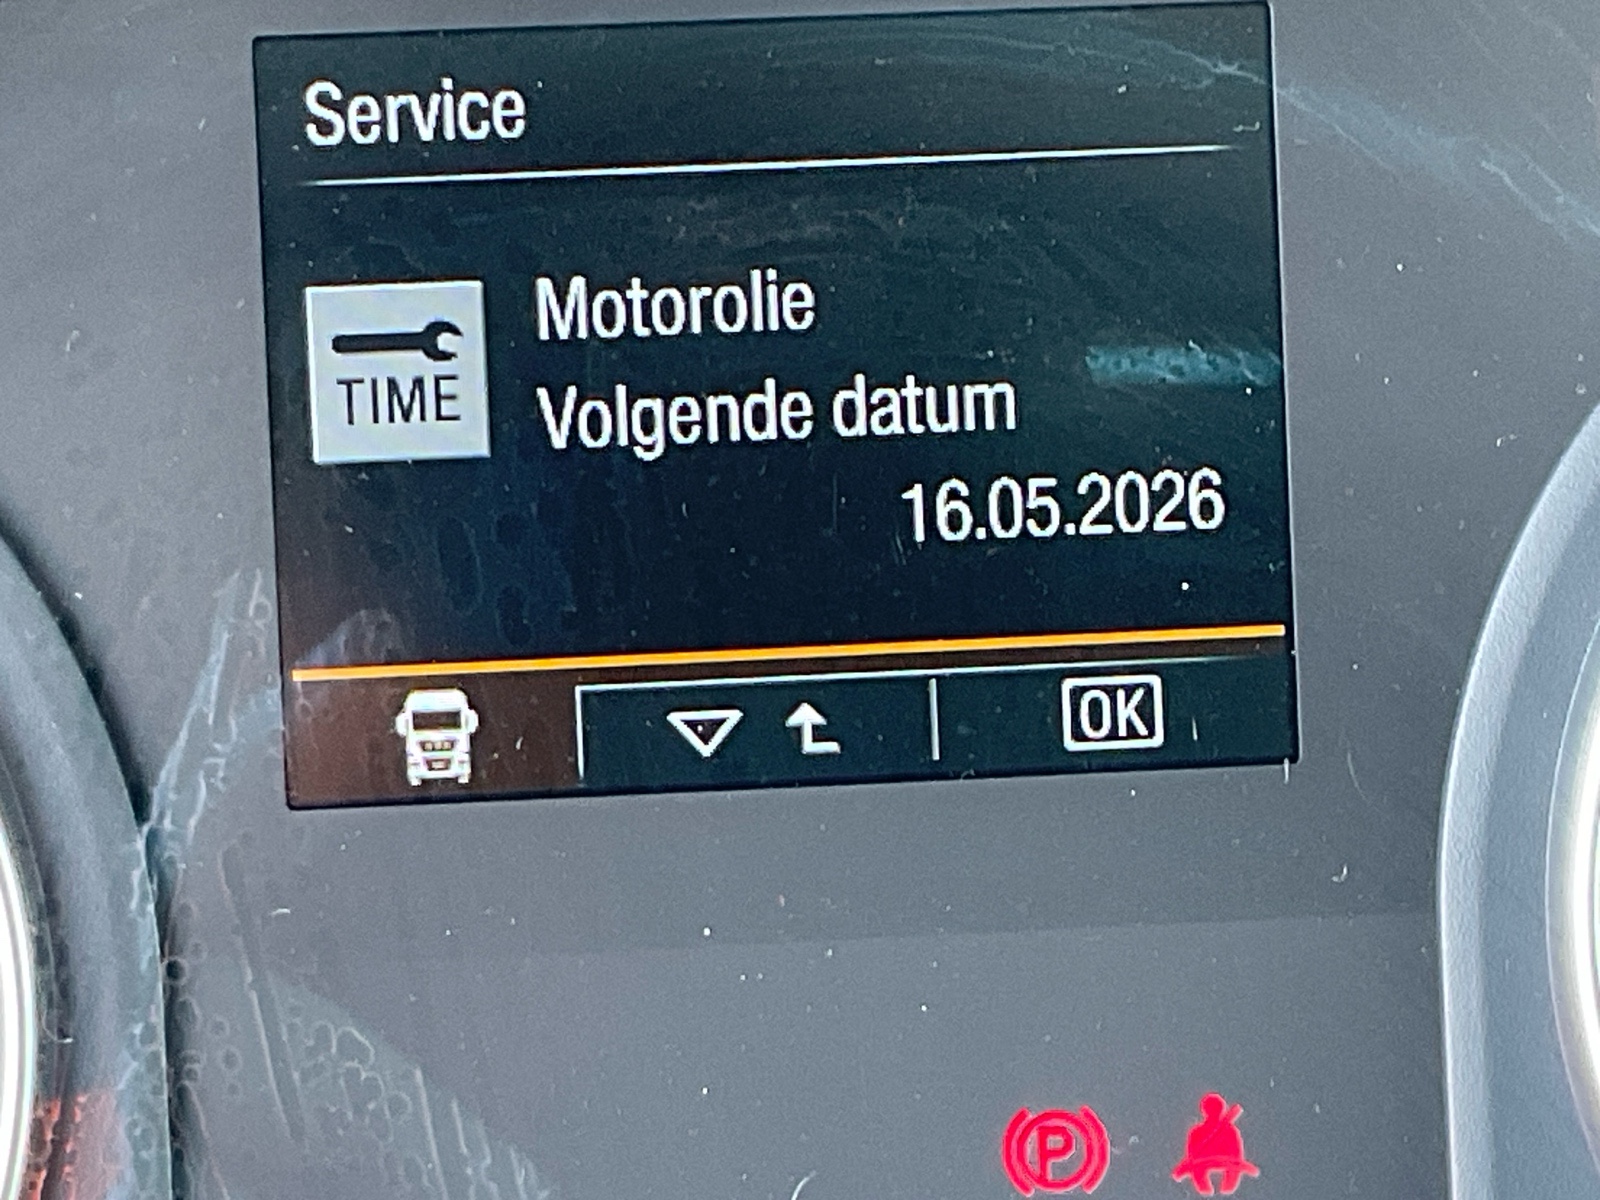 Service
TIME
Motorolie
Volgende datum
16.05.2026
OK
P